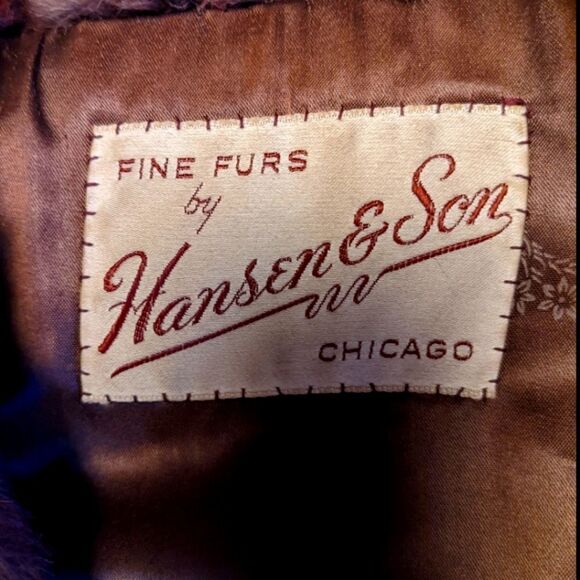 FINE FURS
by
Hansen & Son
CHICAGO